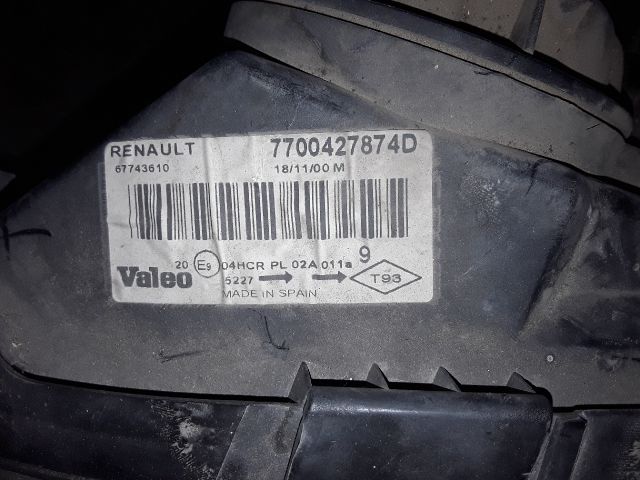 RENAULT 7700427874D
67743610 18/11/00 M
20 E9 04HCR PL 02A 011a 9
Valeo 5227 T93
MADE IN SPAIN